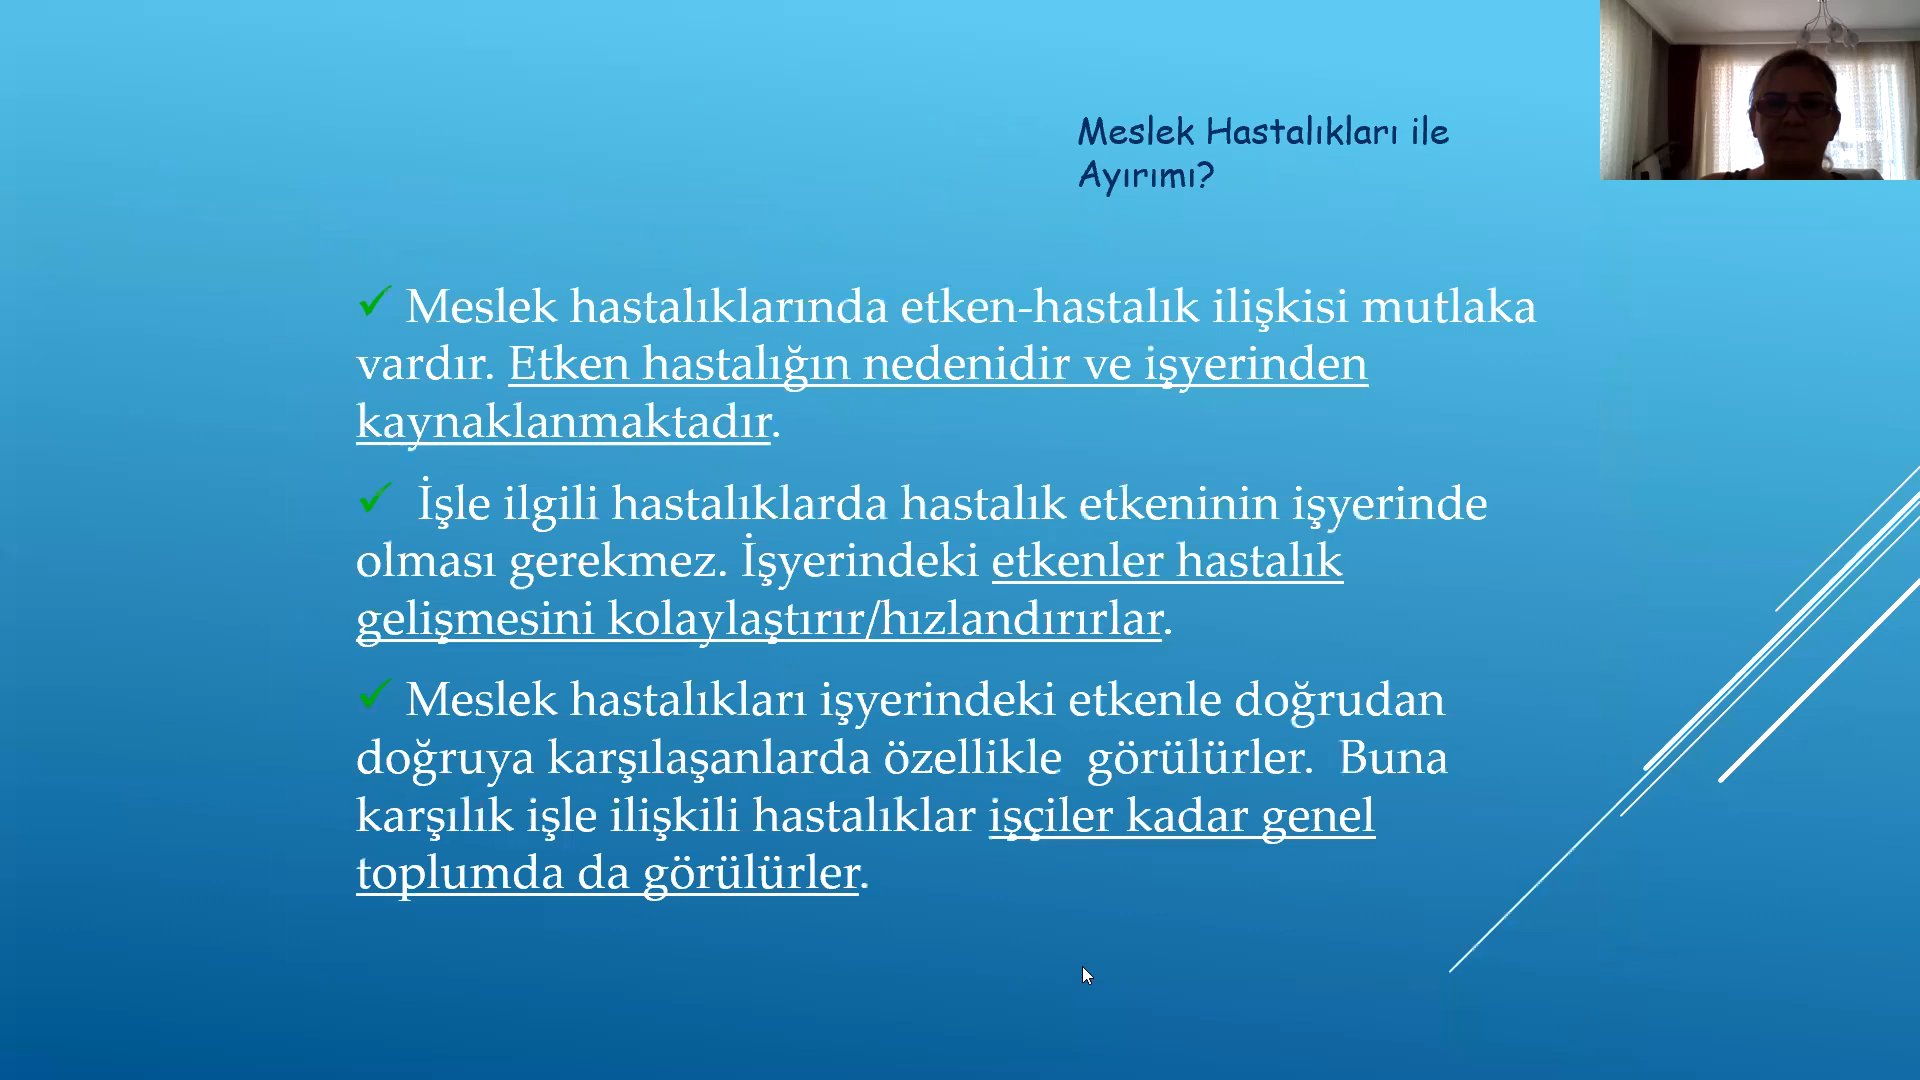 Meslek Hastalıkları ile
Ayırımı?
✓ Meslek hastalıklarında etken-hastalık ilişkisi mutlaka
vardır. Etken hastalığın nedenidir ve işyerinden
kaynaklanmaktadır.
✓ İşle ilgili hastalıklarda hastalık etkeninin işyerinde
olması gerekmez. İşyerindeki etkenler hastalık
gelişmesini kolaylaştırır/hızlandırırlar.
✓ Meslek hastalıkları işyerindeki etkenle doğrudan
doğruya karşılaşanlarda özellikle görülürler. Buna
karşılık işle ilişkili hastalıklar işçiler kadar genel
toplumda da görülürler.